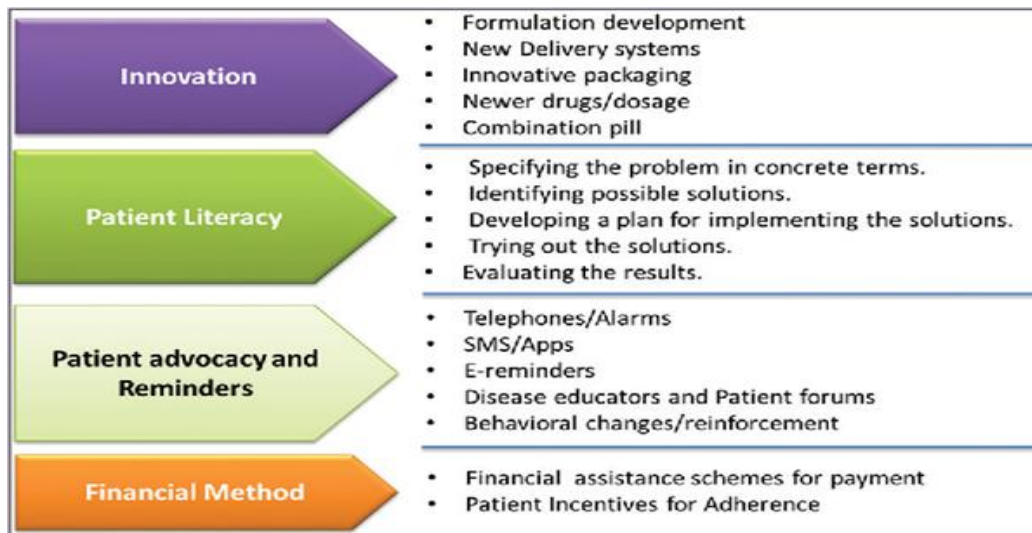 Innovation
• Formulation development
• New Delivery systems
• Innovative packaging
• Newer drugs/dosage
• Combination pill
Patient Literacy
• Specifying the problem in concrete terms.
• Identifying possible solutions.
• Developing a plan for implementing the solutions.
• Trying out the solutions.
• Evaluating the results.
Patient advocacy and
Reminders
• Telephones/Alarms
• SMS/Apps
• E-reminders
• Disease educators and Patient forums
• Behavioral changes/reinforcement
Financial Method
• Financial assistance schemes for payment
• Patient Incentives for Adherence